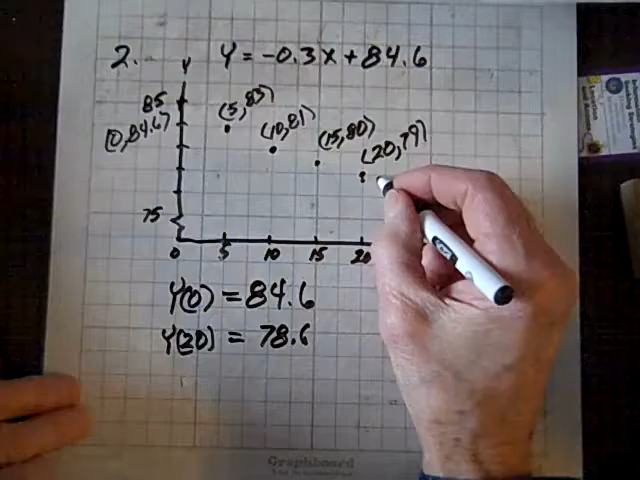 2. Y = -0.3x + 84.6
Y
85
(5,83)
(0,84.6)
(10,81)
(15,80)
(20,79)
75
0 5 10 15 20
Y(0) = 84.6
Y(20) = 78.6
Graphboard